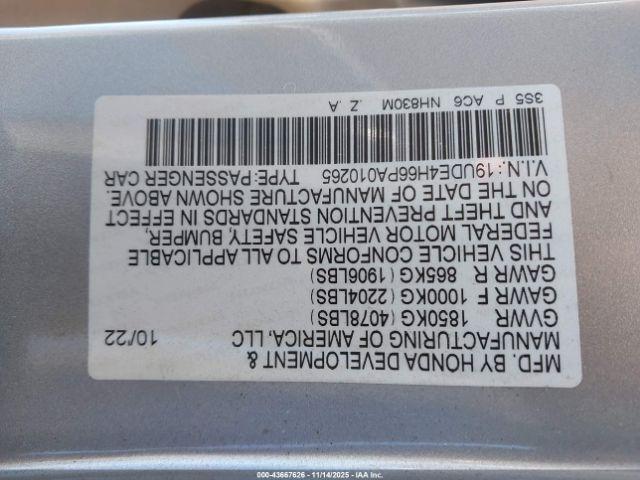 MFD. BY HONDA DEVELOPMENT &
MANUFACTURING OF AMERICA, LLC 10/22
GVWR 1850KG (4078LBS)
GAWR F 1000KG (2204LBS)
GAWR R 865KG (1906LBS)
THIS VEHICLE CONFORMS TO ALL APPLICABLE
FEDERAL MOTOR VEHICLE SAFETY, BUMPER,
AND THEFT PREVENTION STANDARDS IN EFFECT
ON THE DATE OF MANUFACTURE SHOWN ABOVE.
V.I.N.: 19UDE4H66PA010265 TYPE:PASSENGER CAR
3S5 P AC6 NH830M .Z. A
000-43667626 - 11/14/2025 - IAA Inc.